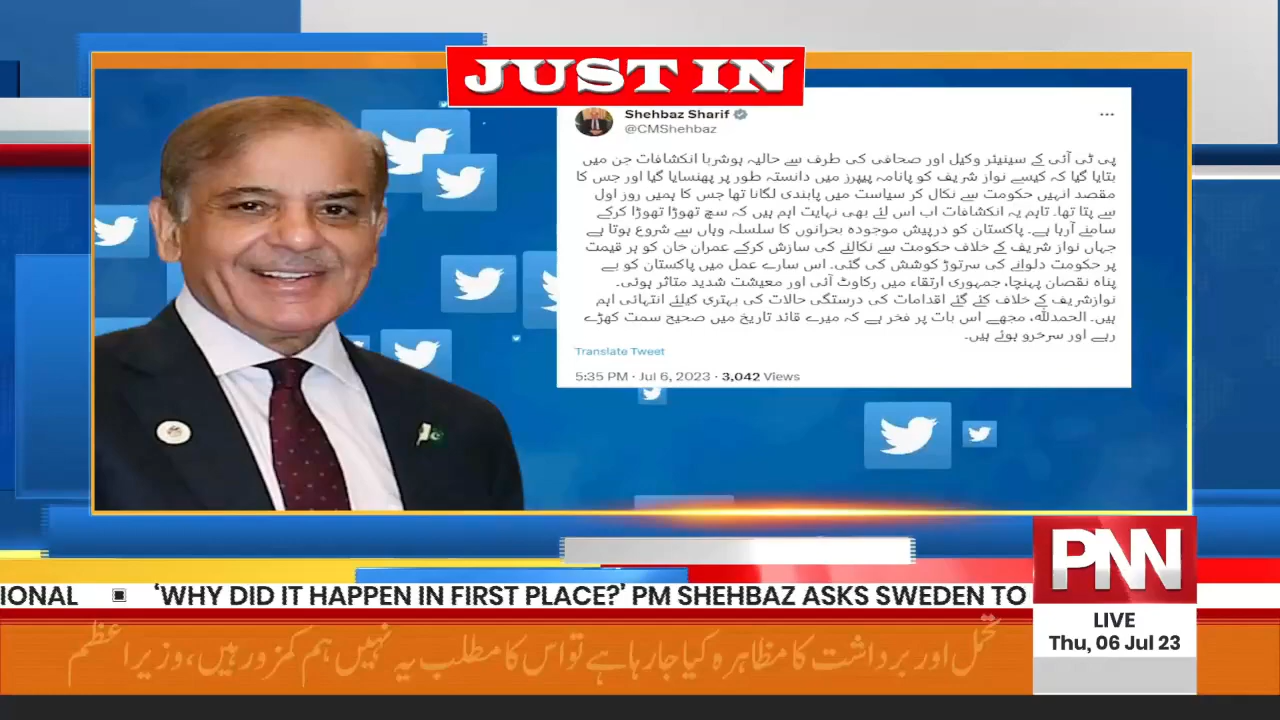 JUST IN
Shehbaz Sharif
@CMShehbaz
پی ٹی آئی کے سینیئر وکیل اور صحافی کی طرف سے حالیہ ہوشربا انکشافات جن میں
بتایا گیا کہ کیسے نواز شریف کو پانامہ پیپرز میں دانستہ طور پر پھنسایا گیا اور جس کا
مقصد انہیں حکومت سے نکال کر سیاست میں پابندی لگانا تھا جس کا ہمیں روز اول
سے پتا تھا۔ تاہم یہ انکشافات اب اس لئے بھی نہایت اہم ہیں کہ سچ تھوڑا تھوڑا کرکے
سامنے آرہا ہے۔ پاکستان کو درپیش موجودہ بحرانوں کا سلسلہ وہاں سے شروع ہوتا ہے
جہاں نواز شریف کے خلاف حکومت سے نکالنے کی سازش کرکے عمران خان کو ہر قیمت
پر حکومت دلوانے کی سرتوڑ کوشش کی گئی۔ اس سارے عمل میں پاکستان کو بے
پناہ نقصان پہنچا، جمہوری ارتقاء میں رکاوٹ آئی اور معیشت شدید متاثر ہوئی۔
نوازشریف کے خلاف کئے گئے اقدامات کی درستگی حالات کی بہتری کیلئے انتہائی اہم
ہیں۔ الحمدللّٰہ، مجھے اس بات پر فخر ہے کہ میرے قائد تاریخ میں صحیح سمت کھڑے
رہے اور سرخرو ہوئے ہیں۔
Translate Tweet
5:35 PM · Jul 6, 2023 · 3,042 Views
PNN
IONAL ▣ ‘WHY DID IT HAPPEN IN FIRST PLACE?’ PM SHEHBAZ ASKS SWEDEN TO
LIVE
Thu, 06 Jul 23
تحمل اور برداشت کا مظاہرہ کیا جا رہا ہے تو اس کا مطلب یہ نہیں ہم کمزور ہیں، وزیراعظم